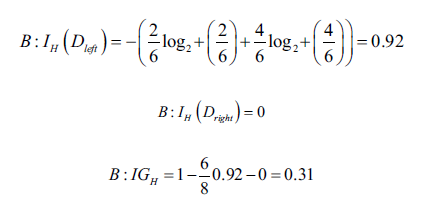 B : I_H (D_left) = −(2/6 log₂ + (2/6) + 4/6 log₂ + (4/6)) = 0.92
B : I_H (D_right) = 0
B : IG_H = 1 − 6/8 0.92 − 0 = 0.31